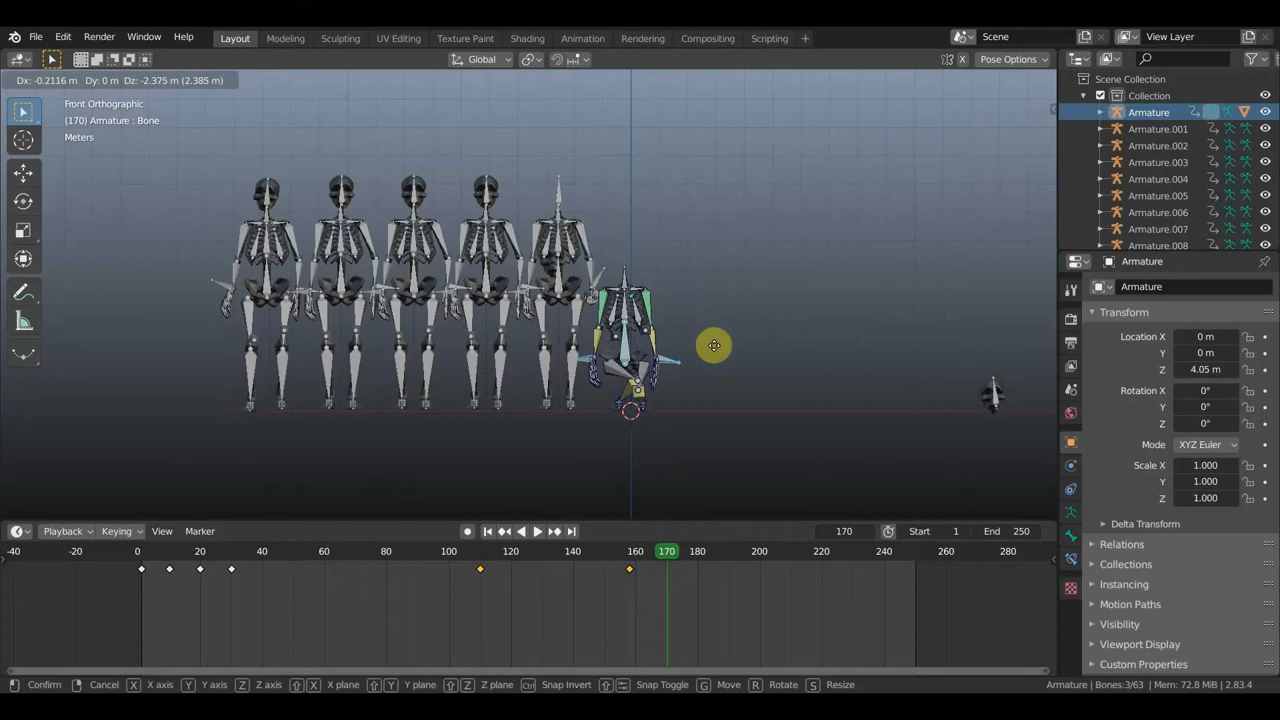 File Edit Render Window Help Layout Modeling Sculpting UV Editing Texture Paint Shading Animation Rendering Compositing Scripting + Scene View Layer
Global X Pose Options
Dx: -0.2116 m Dy: 0 m Dz: -2.375 m (2.385 m)
Front Orthographic
(170) Armature : Bone
Meters
Scene Collection
Collection
Armature
Armature.001
Armature.002
Armature.003
Armature.004
Armature.005
Armature.006
Armature.007
Armature.008
Armature
Armature
Transform
Location X 0 m
Y 0 m
Z 4.05 m
Rotation X 0°
Y 0°
Z 0°
Mode XYZ Euler
Scale X 1.000
Y 1.000
Z 1.000
Delta Transform
Relations
Collections
Instancing
Motion Paths
Visibility
Viewport Display
Custom Properties
Playback Keying View Marker 170 Start 1 End 250
-40 -20 0 20 40 60 80 100 120 140 160 170 180 200 220 240 260 280
Confirm Cancel X X axis Y Y axis Z Z axis X X plane Y Y plane Z Z plane Ctrl Snap Invert Snap Toggle G Move R Rotate S Resize Armature | Bones:3/63 | Mem: 72.8 MiB | 2.83.4